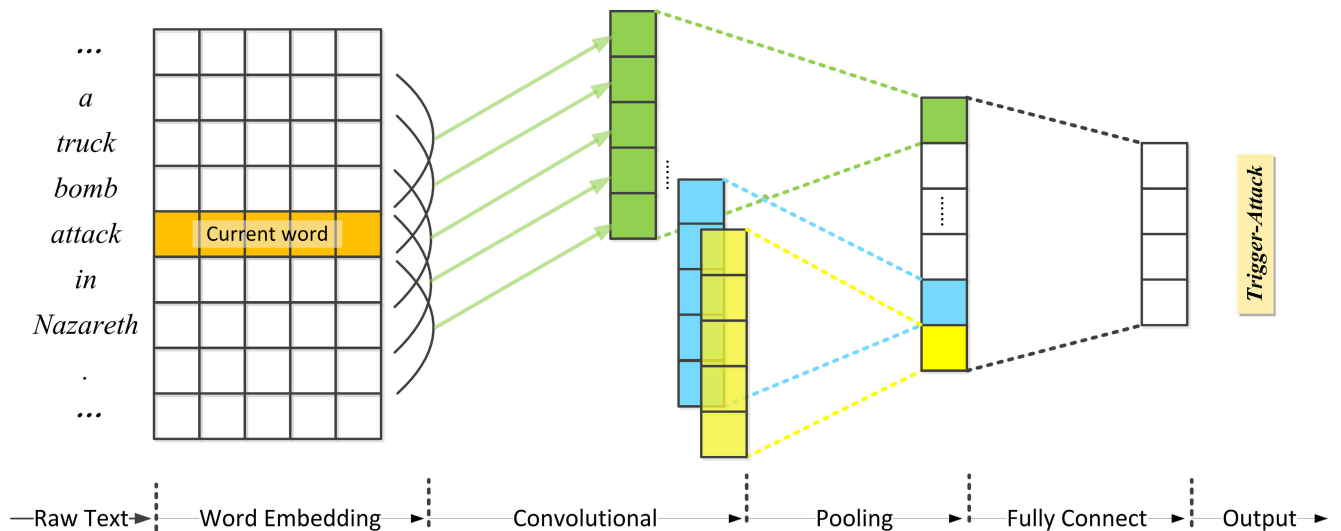 ...
a
truck
bomb
attack
in
Nazareth
.
...
Current word
......
......
Trigger-Attack
Raw Text
Word Embedding
Convolutional
Pooling
Fully Connect
Output